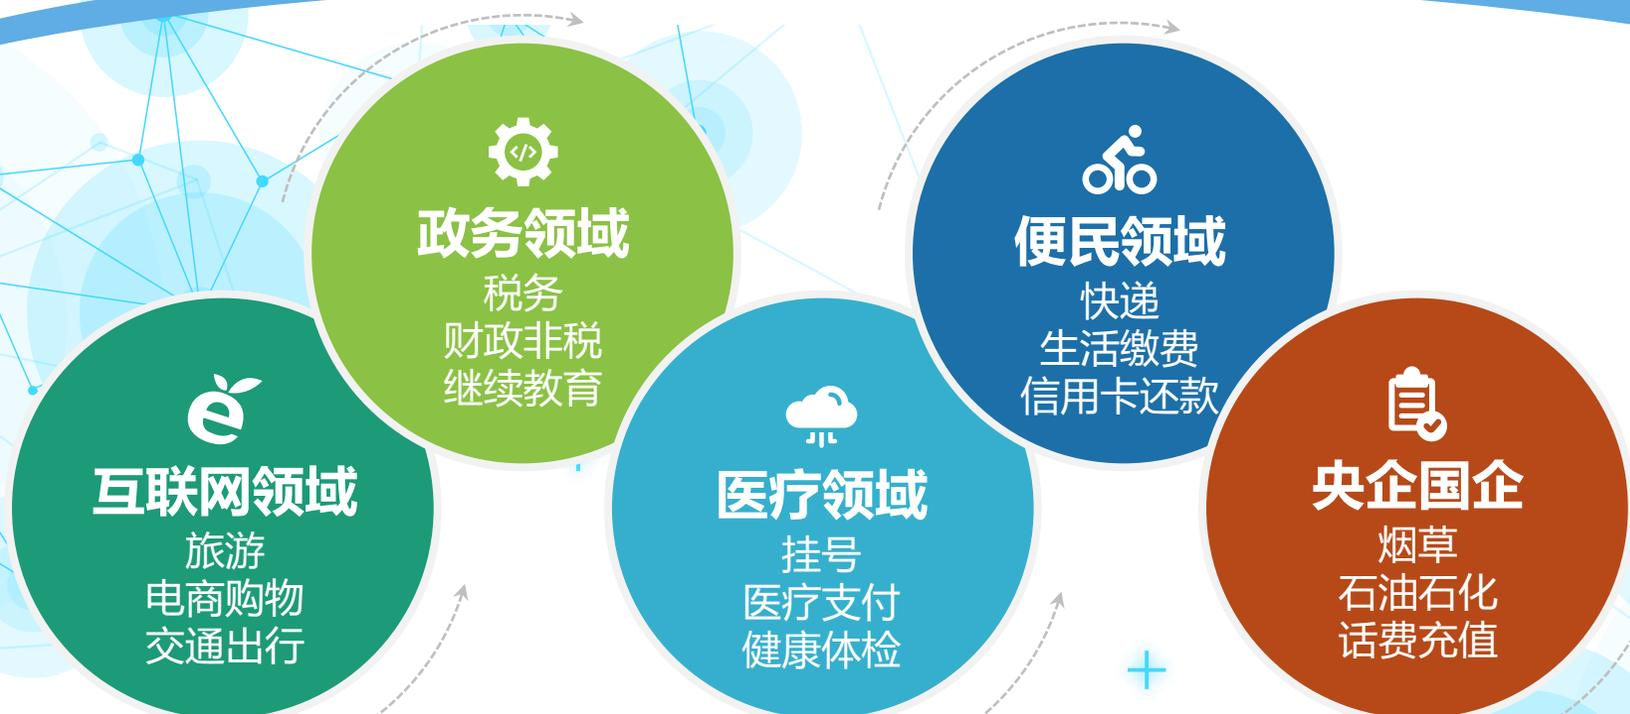 政务领域
税务
财政非税
继续教育
便民领域
快递
生活缴费
信用卡还款
互联网领域
旅游
电商购物
交通出行
医疗领域
挂号
医疗支付
健康体检
央企国企
烟草
石油石化
话费充值